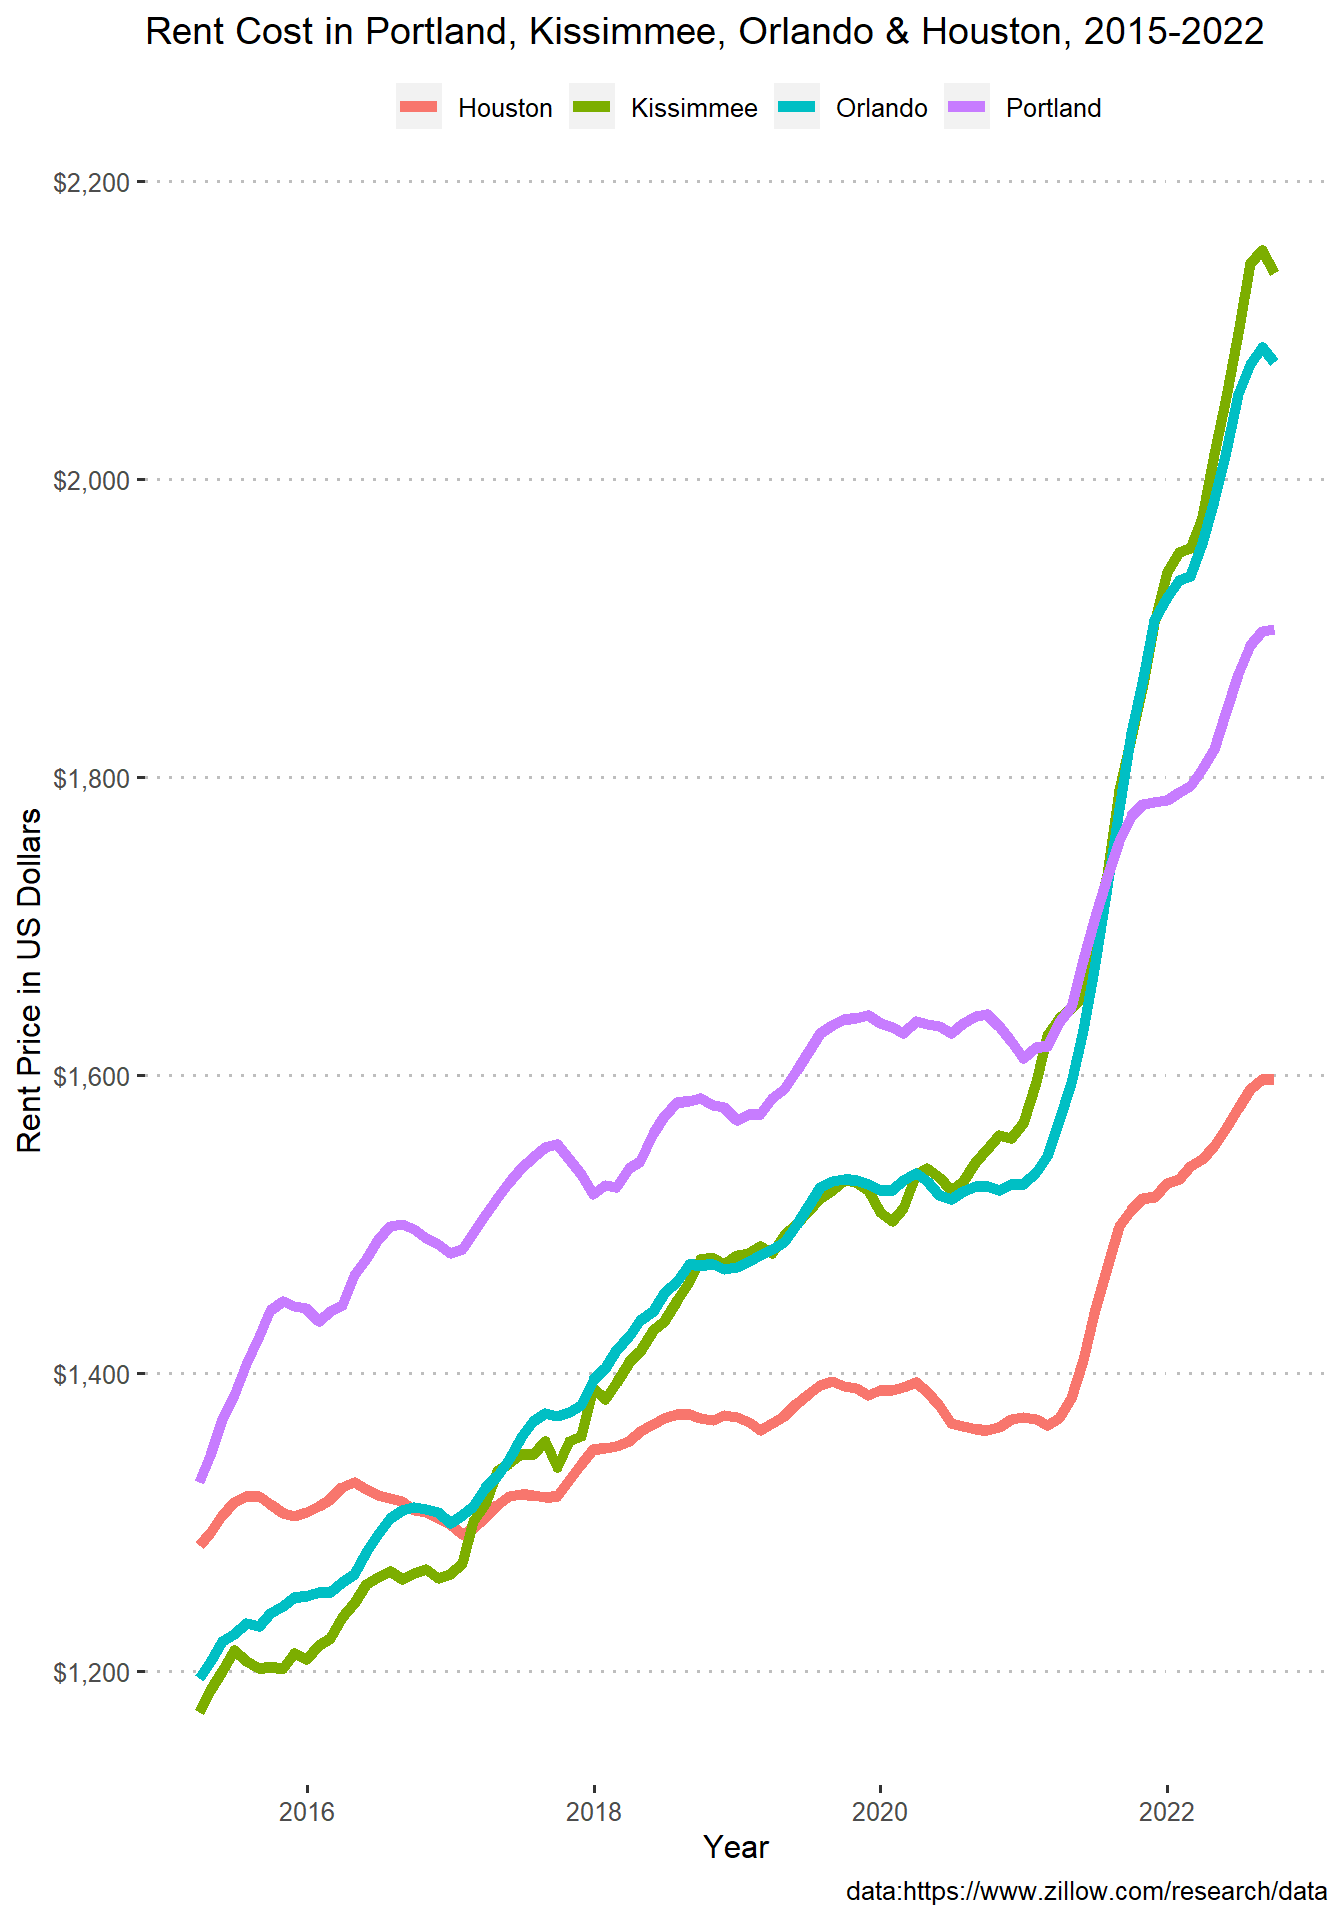 Rent Cost in Portland, Kissimmee, Orlando & Houston, 2015-2022
Houston Kissimmee Orlando Portland
$2,200
$2,000
$1,800
$1,600
$1,400
$1,200
Rent Price in US Dollars
2016 2018 2020 2022
Year
data:https://www.zillow.com/research/data